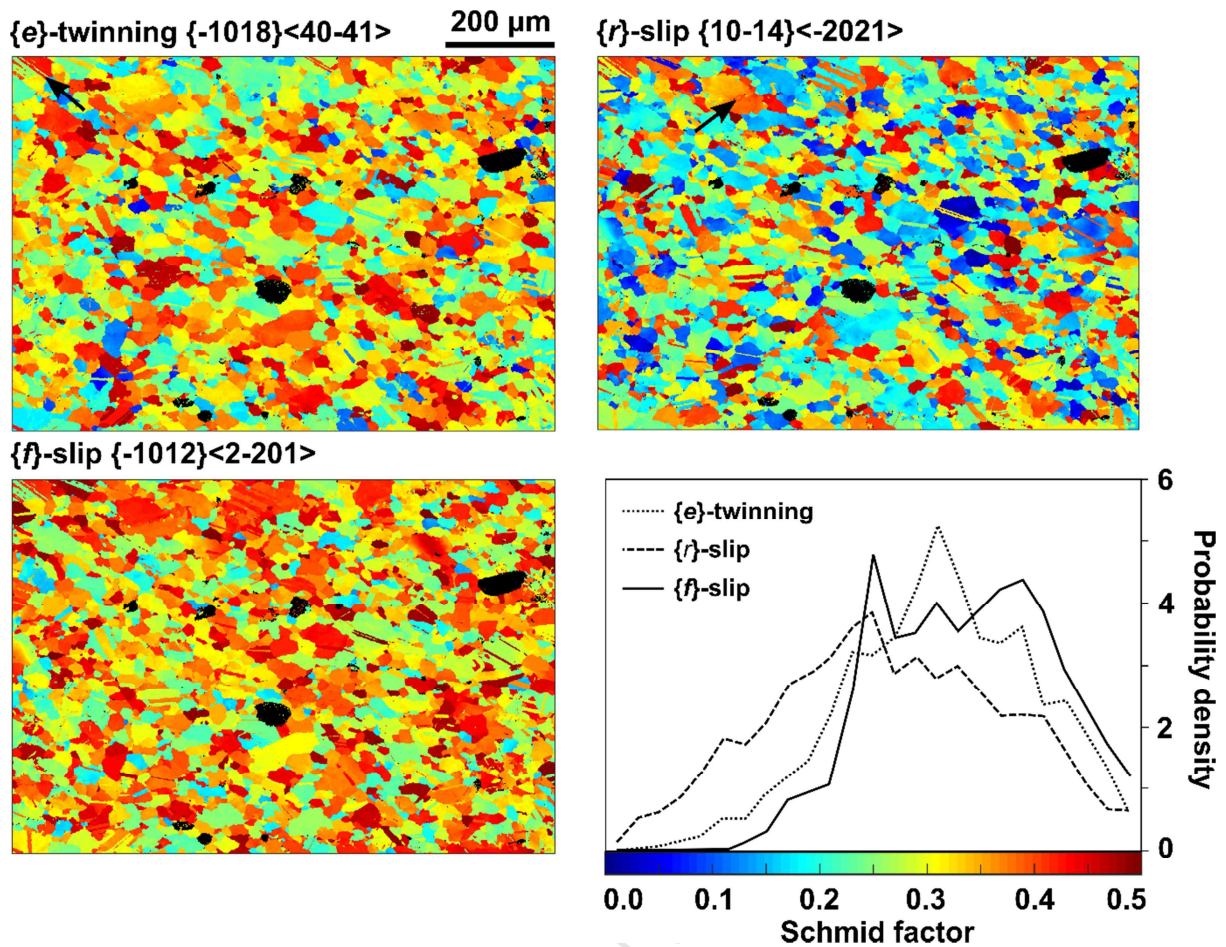 {e}-twinning {-1018}<40-41>
200 µm
{r}-slip {10-14}<-2021>
{f}-slip {-1012}<2-201>
{e}-twinning
{r}-slip
{f}-slip
6
4
2
0
Probability density
0.0 0.1 0.2 0.3 0.4 0.5
Schmid factor